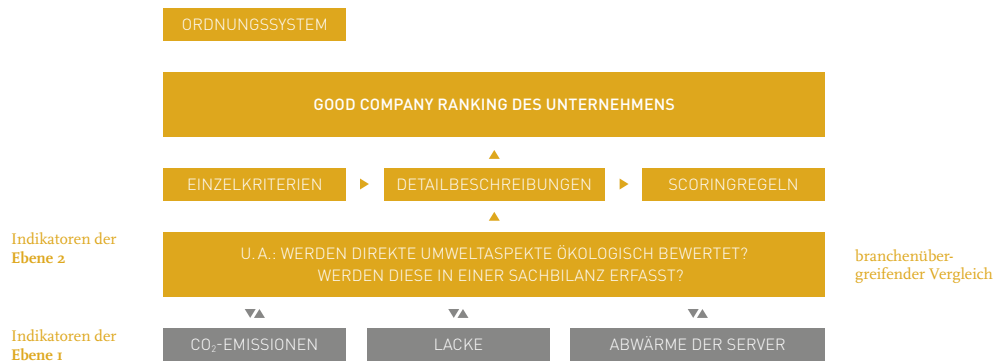 ORDNUNGSSYSTEM
GOOD COMPANY RANKING DES UNTERNEHMENS
EINZELKRITERIEN
DETAILBESCHREIBUNGEN
SCORINGREGELN
Indikatoren der
Ebene 2
U. A.: WERDEN DIREKTE UMWELTASPEKTE ÖKOLOGISCH BEWERTET?
WERDEN DIESE IN EINER SACHBILANZ ERFASST?
branchenüber-
greifender Vergleich
Indikatoren der
Ebene 1
CO₂-EMISSIONEN
LACKE
ABWÄRME DER SERVER